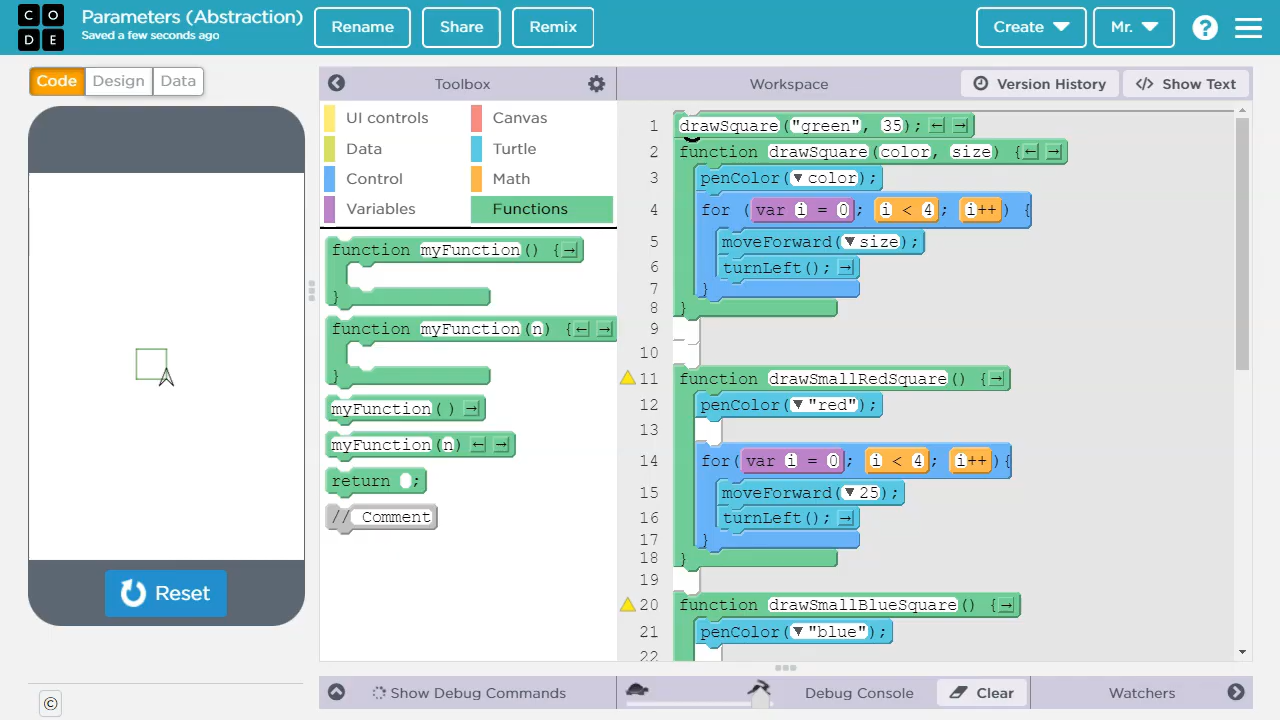 CODE
Parameters (Abstraction)
Saved a few seconds ago
Rename
Share
Remix
Create
Mr.
?
Code
Design
Data
Toolbox
Workspace
Version History
</> Show Text
UI controls
Canvas
Data
Turtle
Control
Math
Variables
Functions
function myFunction() {→
}
function myFunction(n) {← →
}
myFunction() →
myFunction(n) ← →
return ;
// Comment
1 drawSquare("green", 35); ← →
2 function drawSquare(color, size) {← →
3 penColor(▼ color);
4 for (var i = 0; i < 4; i++) {
5 moveForward(▼ size);
6 turnLeft(); →
7 }
8 }
9
10
11 function drawSmallRedSquare() {→
12 penColor(▼ "red");
13
14 for(var i = 0; i < 4; i++){
15 moveForward(▼ 25);
16 turnLeft(); →
17 }
18 }
19
20 function drawSmallBlueSquare() {→
21 penColor(▼ "blue");
22
Reset
©
Show Debug Commands
Debug Console
Clear
Watchers